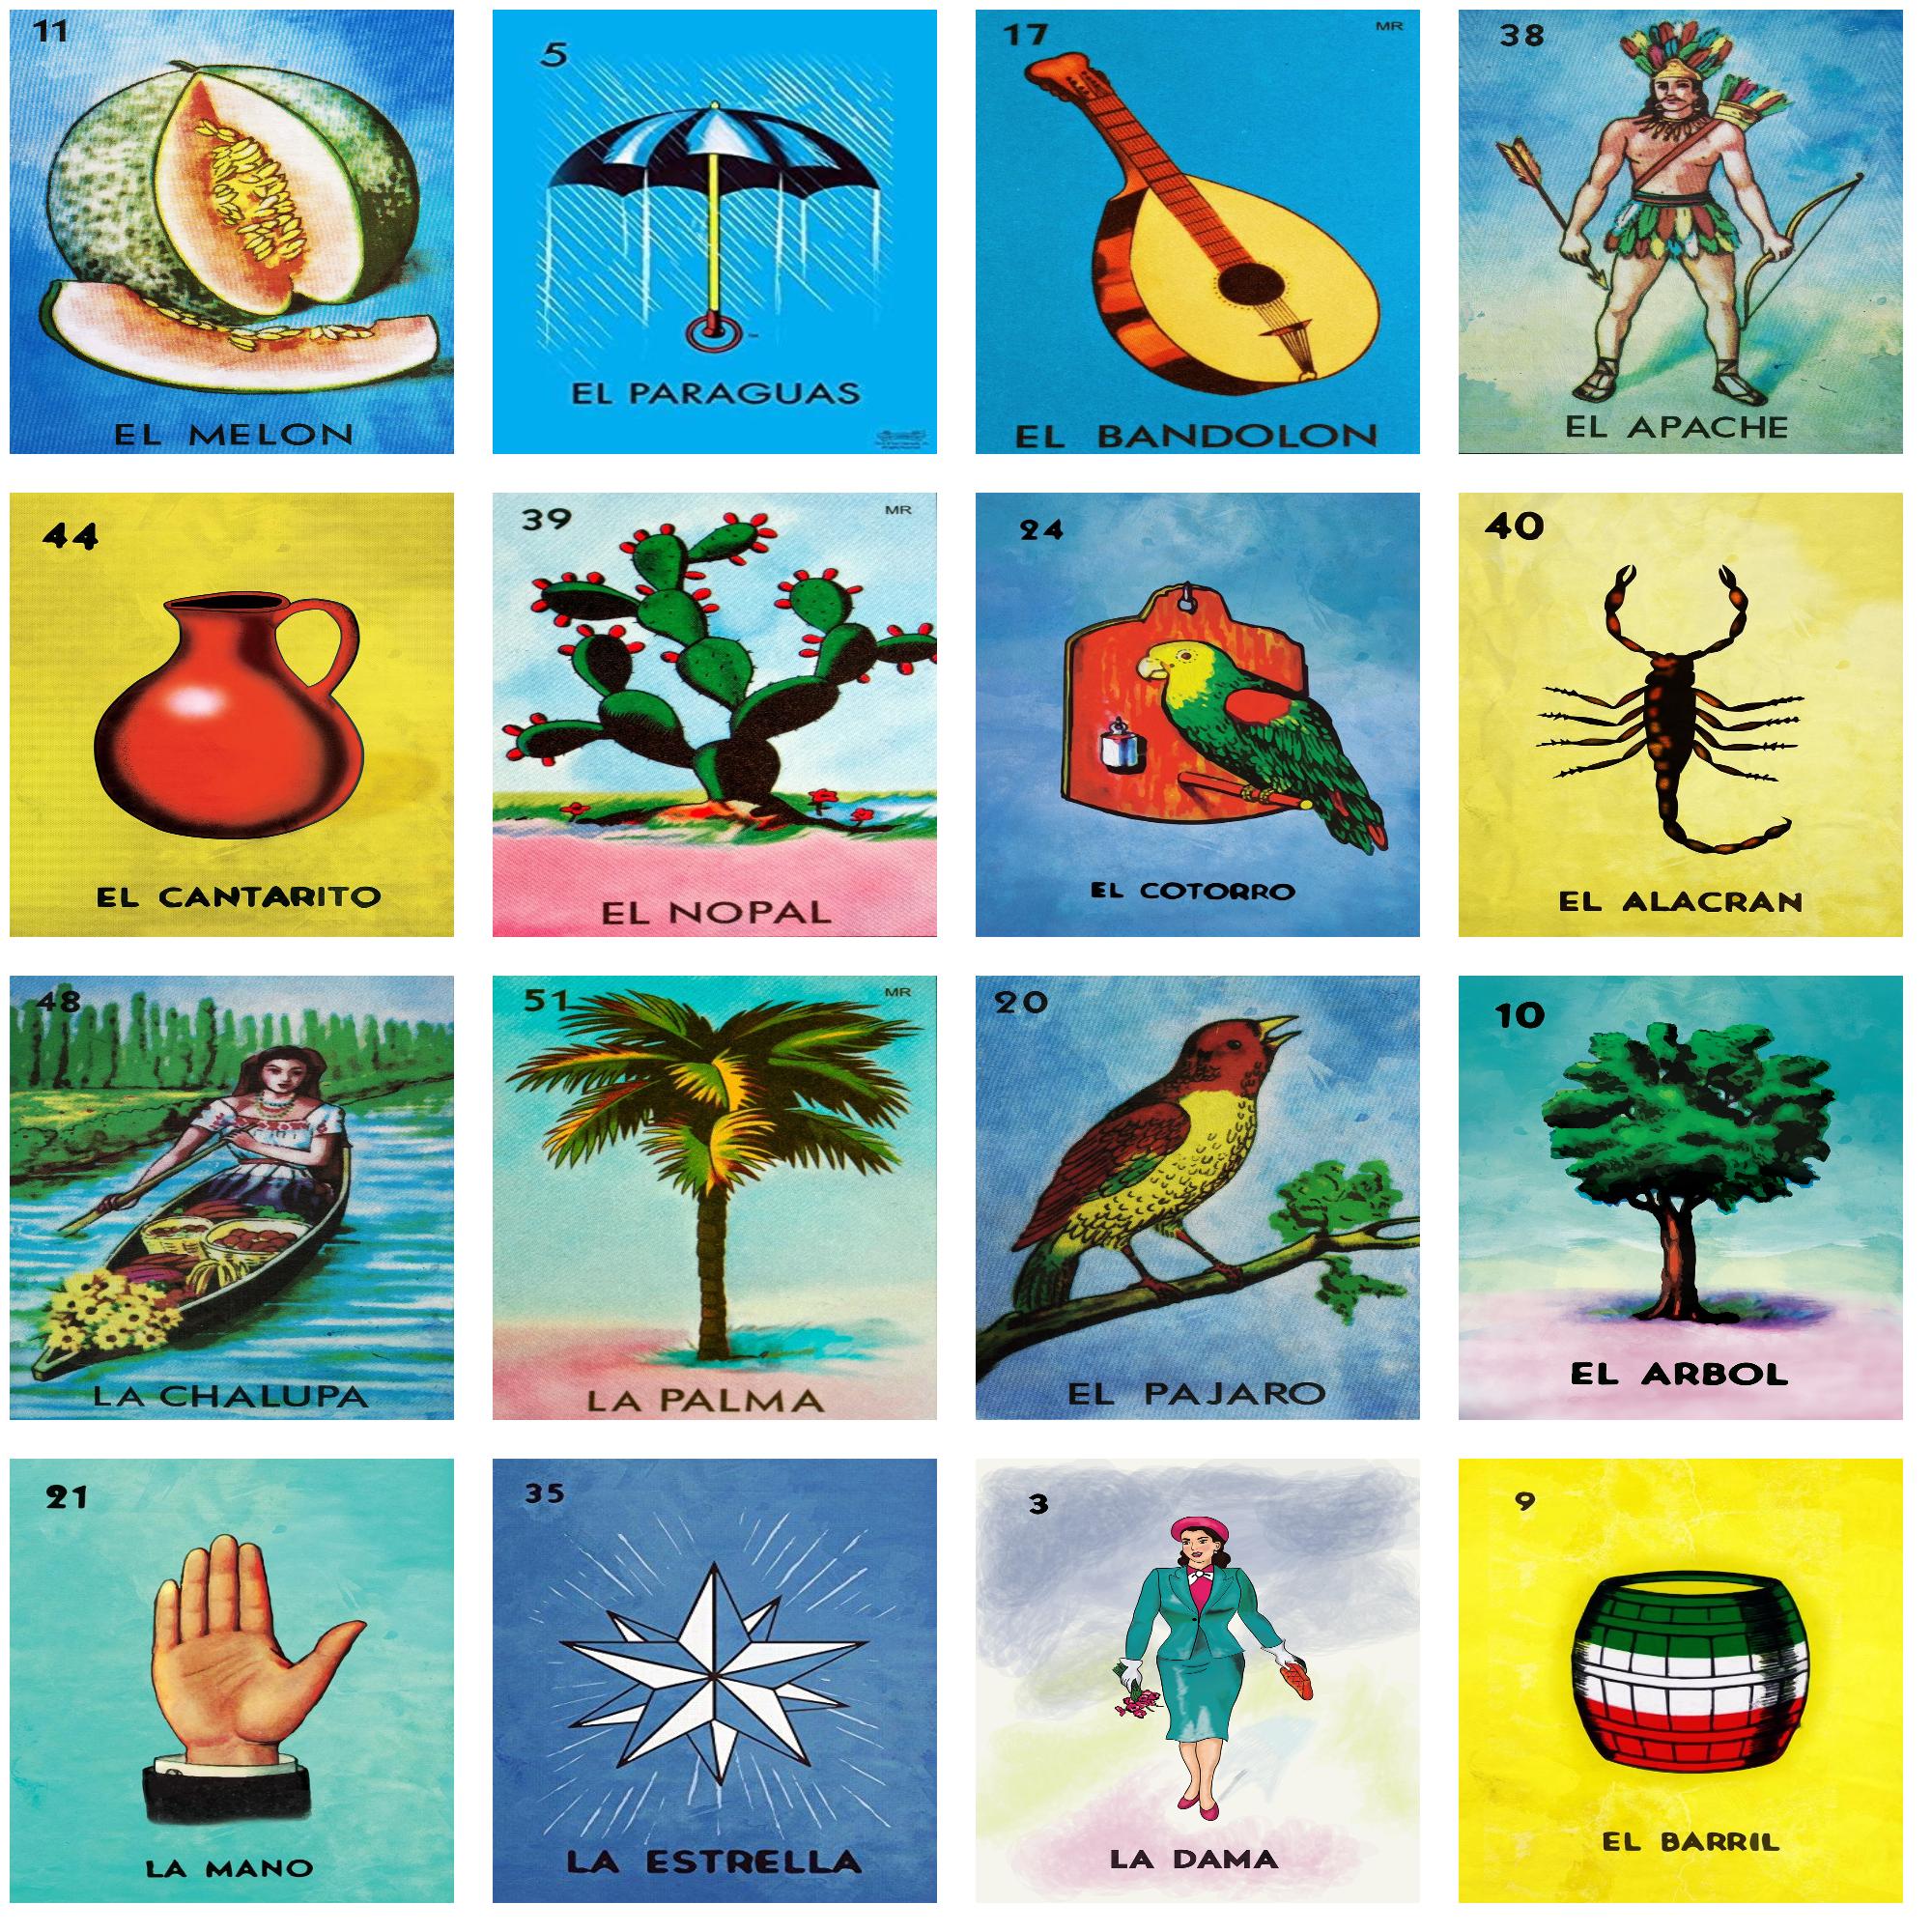 11
EL MELON
5
EL PARAGUAS
17
MR
EL BANDOLON
38
EL APACHE
44
EL CANTARITO
39
MR
EL NOPAL
24
EL COTORRO
40
EL ALACRAN
48
LA CHALUPA
51
MR
LA PALMA
20
EL PAJARO
10
EL ARBOL
21
LA MANO
35
LA ESTRELLA
3
LA DAMA
9
EL BARRIL